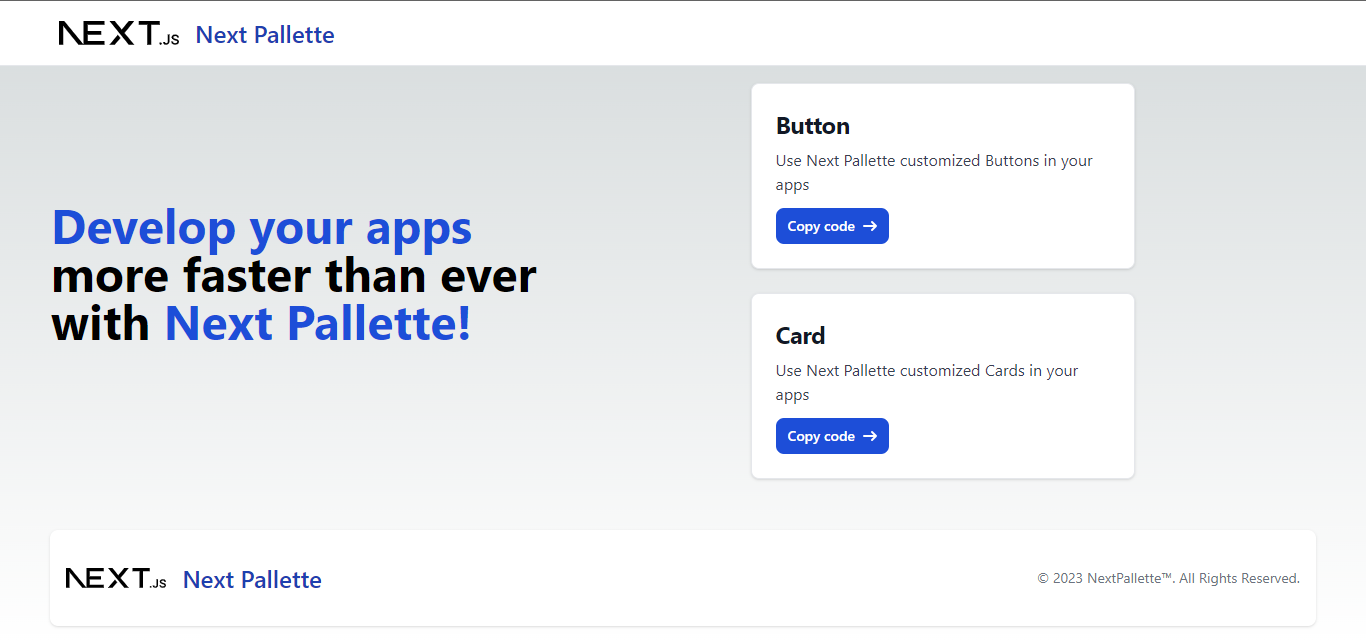 NEXT.JS Next Pallette
Develop your apps
more faster than ever
with Next Pallette!
Button
Use Next Pallette customized Buttons in your
apps
Copy code →
Card
Use Next Pallette customized Cards in your
apps
Copy code →
NEXT.JS Next Pallette
© 2023 NextPallette™. All Rights Reserved.